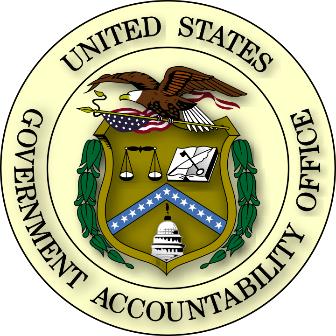 UNITED STATES
GOVERNMENT ACCOUNTABILITY OFFICE